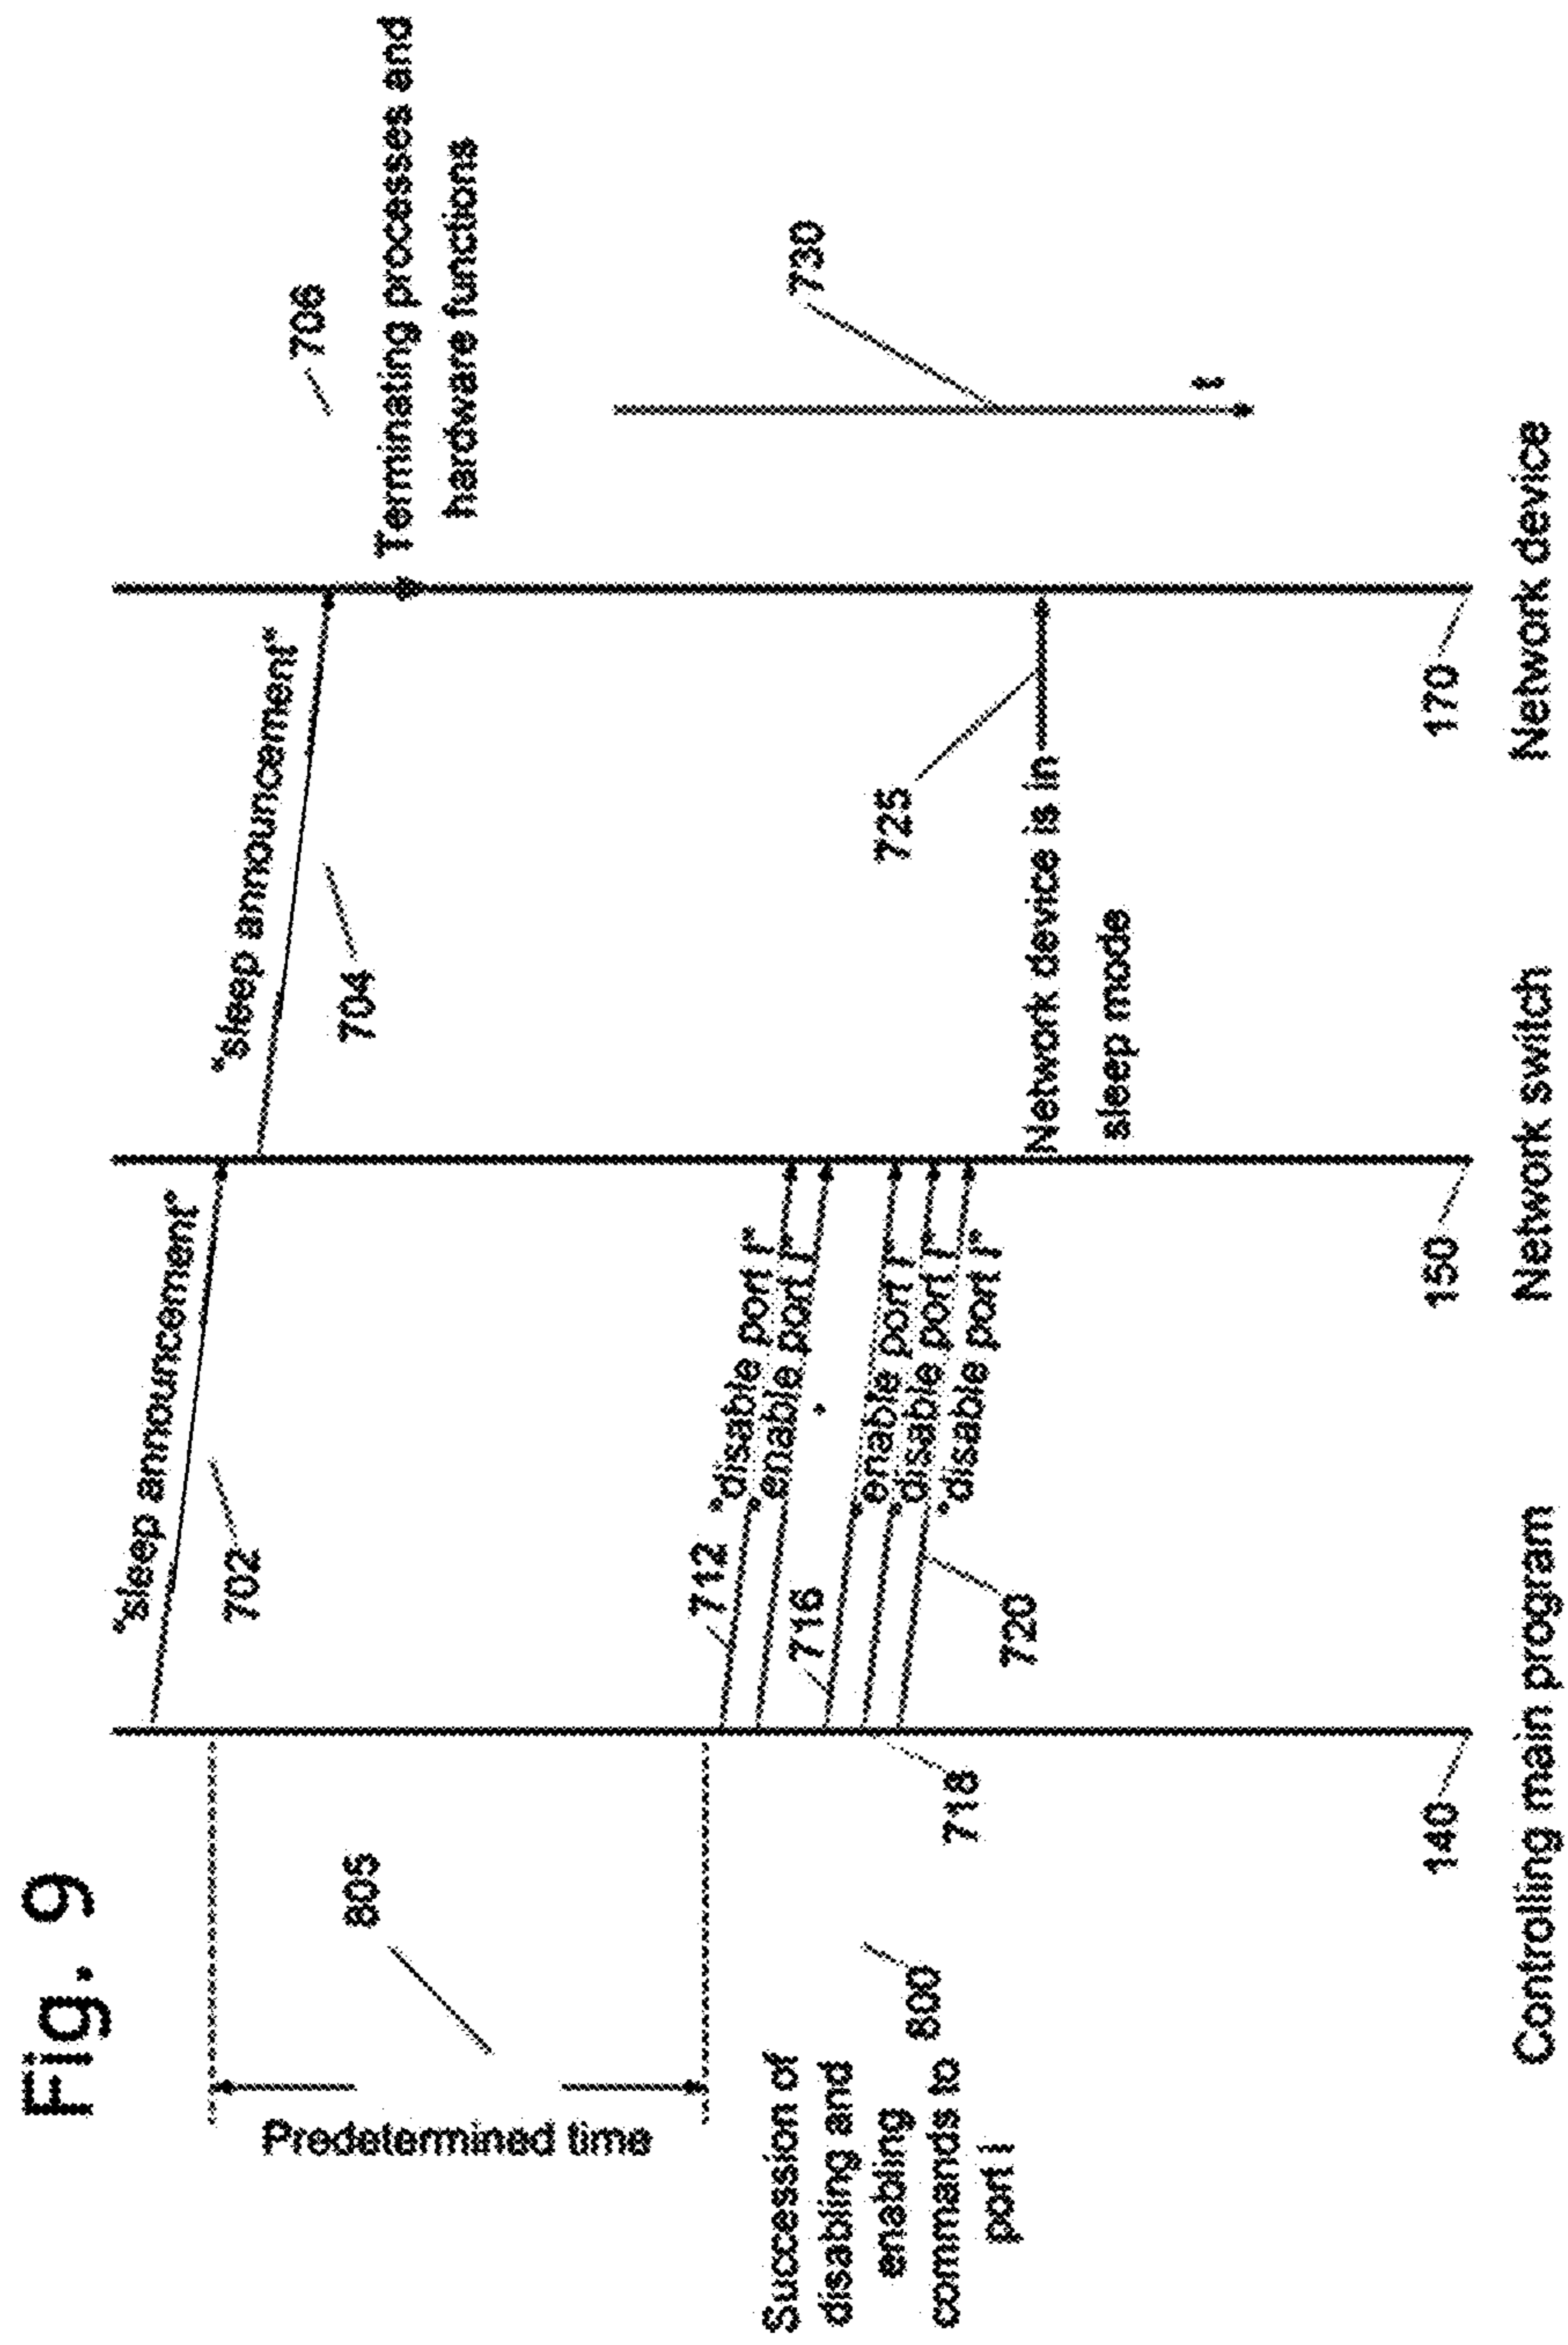 Fig. 9
"sleep announcement"
702
"sleep announcement"
704
706
Terminating processes and
hardware functions
805
Predetermined time
712
"disable port I"
"enable port I"
716
"enable port I"
"disable port I"
"disable port I"
720
718
Succession of
disabling and
enabling
commands to
port i
800
725
Network device is in
sleep mode
730
t
140
150
170
Controlling main program
Network switch
Network device